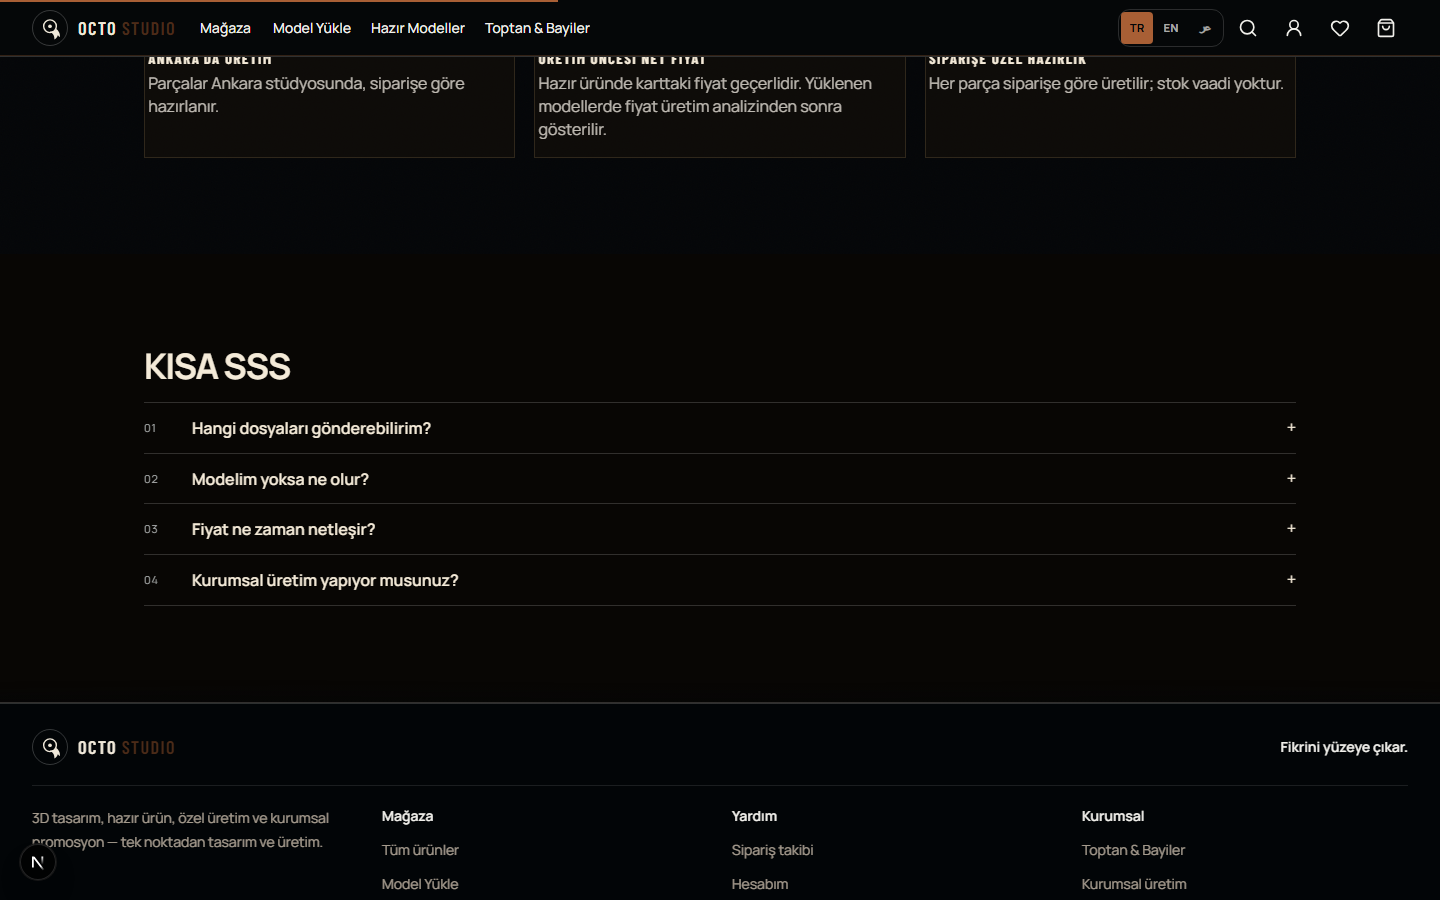 OCTO STUDIO
Mağaza
Model Yükle
Hazır Modeller
Toptan & Bayiler
TR
EN
ANKARA'DA ÜRETİM
Parçalar Ankara stüdyosunda, siparişe göre
hazırlanır.
ÜRETİM ÖNCESİ NET FİYAT
Hazır üründe karttaki fiyat geçerlidir. Yüklenen
modellerde fiyat üretim analizinden sonra
gösterilir.
SİPARİŞE ÖZEL HAZIRLIK
Her parça siparişe göre üretilir; stok vaadi yoktur.
KISA SSS
01 Hangi dosyaları gönderebilirim? +
02 Modelim yoksa ne olur? +
03 Fiyat ne zaman netleşir? +
04 Kurumsal üretim yapıyor musunuz? +
OCTO STUDIO
Fikrini yüzeye çıkar.
3D tasarım, hazır ürün, özel üretim ve kurumsal
promosyon — tek noktadan tasarım ve üretim.
N
Mağaza
Tüm ürünler
Model Yükle
Yardım
Sipariş takibi
Hesabım
Kurumsal
Toptan & Bayiler
Kurumsal üretim